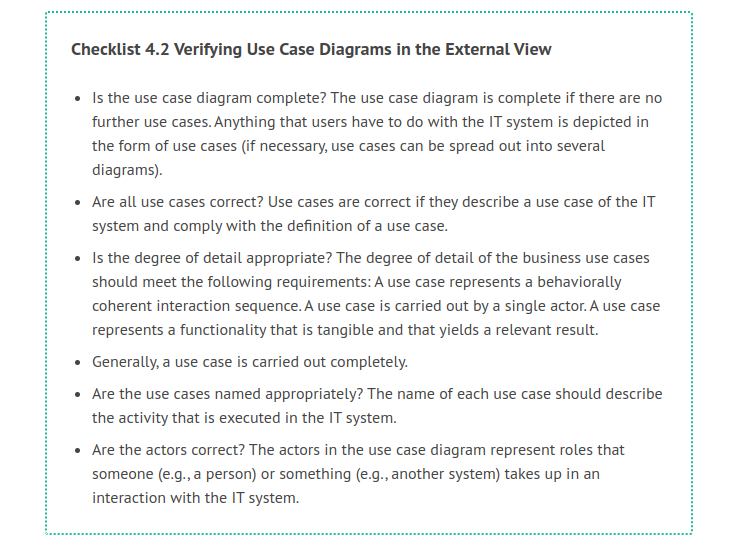 Checklist 4.2 Verifying Use Case Diagrams in the External View
• Is the use case diagram complete? The use case diagram is complete if there are no
further use cases. Anything that users have to do with the IT system is depicted in
the form of use cases (if necessary, use cases can be spread out into several
diagrams).
• Are all use cases correct? Use cases are correct if they describe a use case of the IT
system and comply with the definition of a use case.
• Is the degree of detail appropriate? The degree of detail of the business use cases
should meet the following requirements: A use case represents a behaviorally
coherent interaction sequence. A use case is carried out by a single actor. A use case
represents a functionality that is tangible and that yields a relevant result.
• Generally, a use case is carried out completely.
• Are the use cases named appropriately? The name of each use case should describe
the activity that is executed in the IT system.
• Are the actors correct? The actors in the use case diagram represent roles that
someone (e.g., a person) or something (e.g., another system) takes up in an
interaction with the IT system.